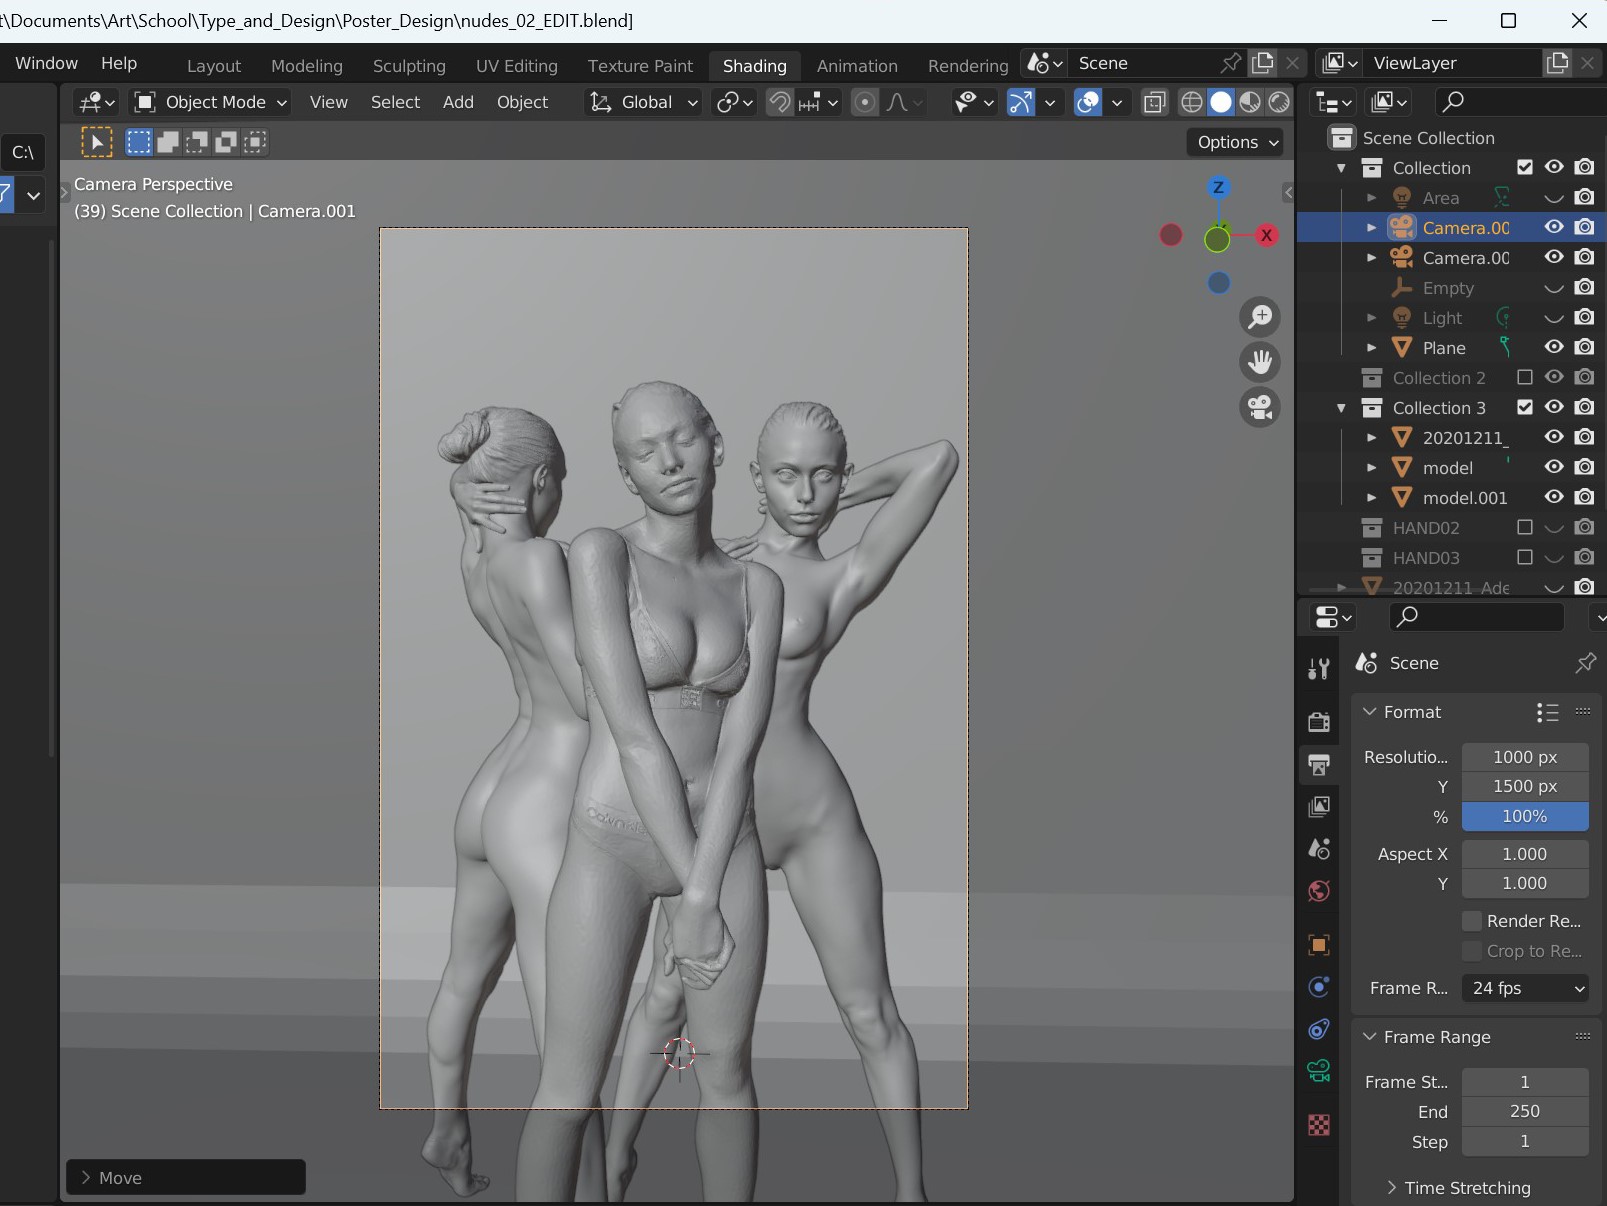 t\Documents\Art\School\Type_and_Design\Poster_Design\nudes_02_EDIT.blend]
Window Help Layout Modeling Sculpting UV Editing Texture Paint Shading Animation Rendering Scene ViewLayer
Object Mode View Select Add Object Global
C:\
Options
Camera Perspective
(39) Scene Collection | Camera.001
Z
X
Scene Collection
Collection
Area
Camera.00
Camera.00
Empty
Light
Plane
Collection 2
Collection 3
20201211_
model
model.001
HAND02
HAND03
20201211_Ade
Scene
Format
Resolutio... 1000 px
Y 1500 px
% 100%
Aspect X 1.000
Y 1.000
Render Re...
Crop to Re...
Frame R... 24 fps
Frame Range
Frame St... 1
End 250
Step 1
Time Stretching
Move